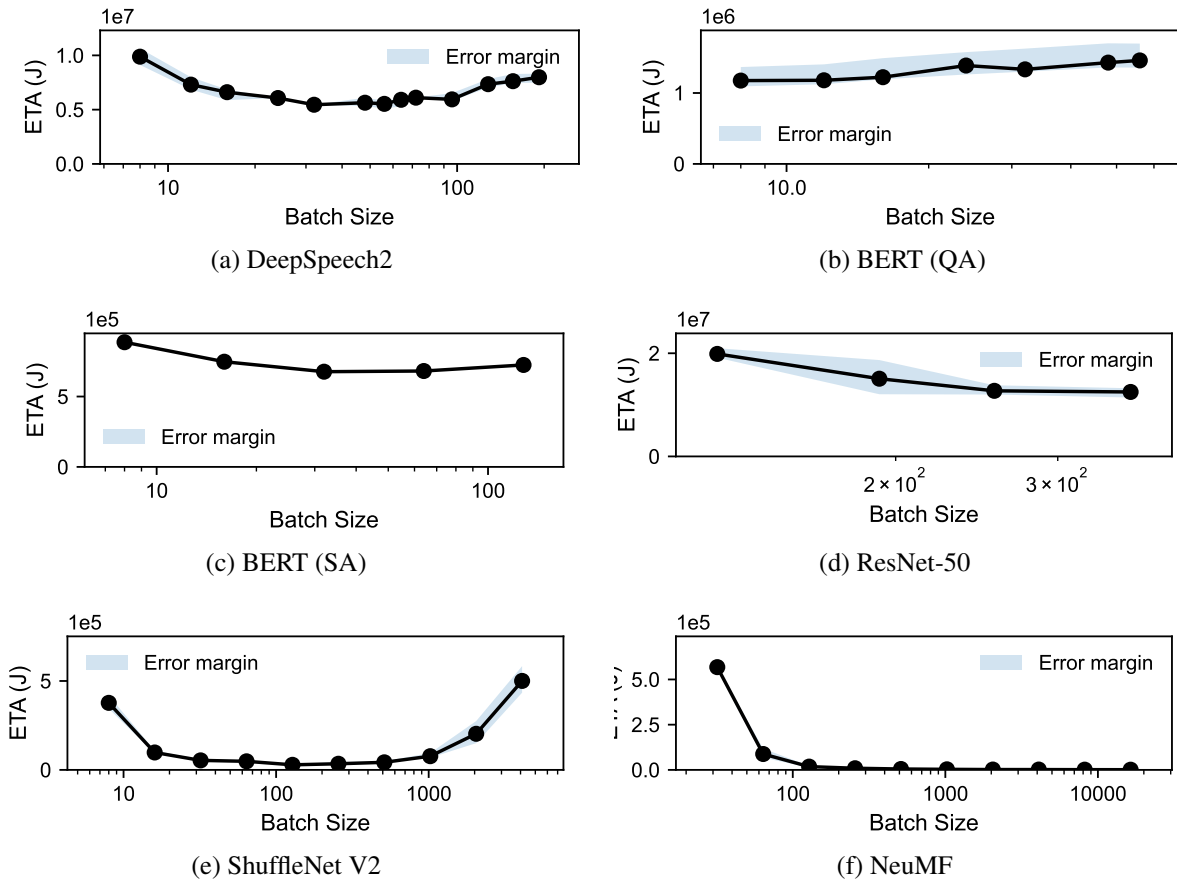 1e7
ETA (J)
1.0
0.5
0.0
Error margin
10
100
Batch Size
(a) DeepSpeech2
1e6
ETA (J)
1
0
Error margin
10.0
Batch Size
(b) BERT (QA)
1e5
ETA (J)
5
0
Error margin
10
100
Batch Size
(c) BERT (SA)
1e7
ETA (J)
2
0
Error margin
2 × 10²
3 × 10²
Batch Size
(d) ResNet-50
1e5
ETA (J)
5
0
Error margin
10
100
1000
Batch Size
(e) ShuffleNet V2
1e5
5.0
2.5
0.0
Error margin
100
1000
10000
Batch Size
(f) NeuMF